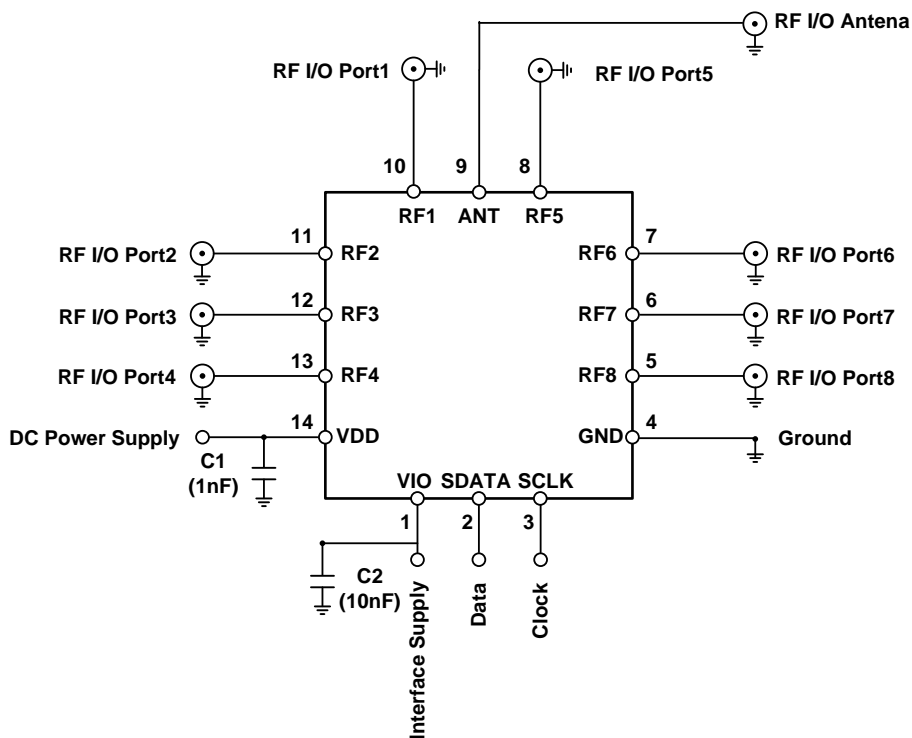 RF I/O Antena
RF I/O Port1
RF I/O Port5
10
9
8
RF1
ANT
RF5
RF I/O Port2
11
RF2
RF6
7
RF I/O Port6
RF I/O Port3
12
RF3
RF7
6
RF I/O Port7
RF I/O Port4
13
RF4
RF8
5
RF I/O Port8
DC Power Supply
14
VDD
GND
4
Ground
C1
(1nF)
VIO
SDATA
SCLK
1
2
3
C2
(10nF)
Interface Supply
Data
Clock